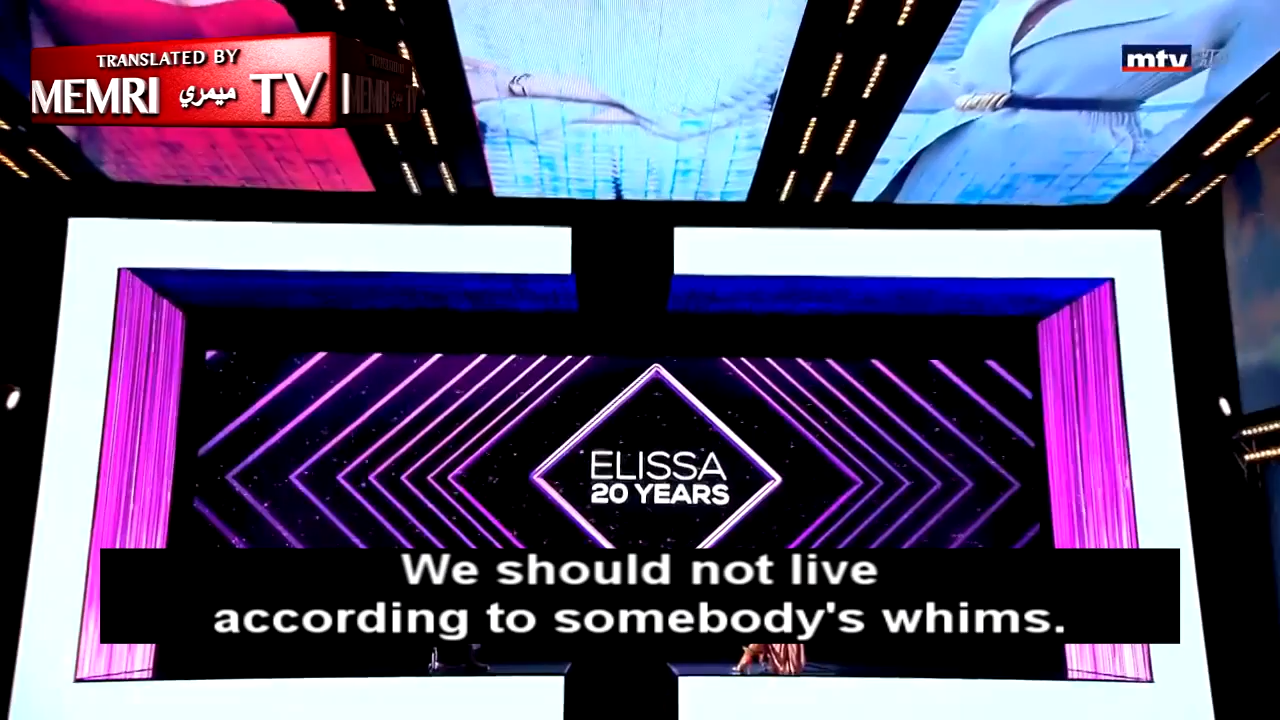 TRANSLATED BY
MEMRI ميمري TV
mtv
ELISSA
20 YEARS
We should not live
according to somebody's whims.